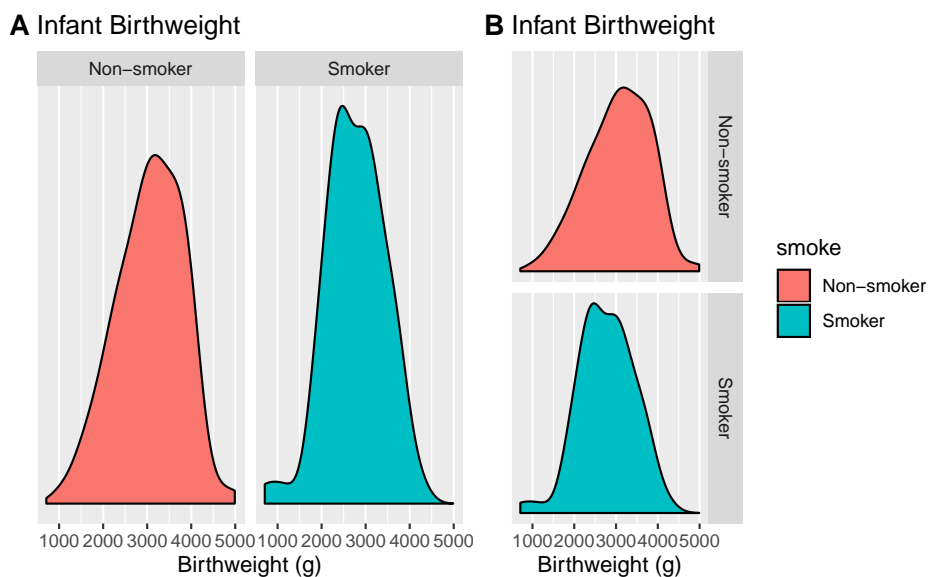 A Infant Birthweight
Non−smoker Smoker
1000 2000 3000 4000 5000 1000 2000 3000 4000 5000
Birthweight (g)
B Infant Birthweight
Non−smoker
Smoker
1000 2000 3000 4000 5000
Birthweight (g)
smoke
Non−smoker
Smoker